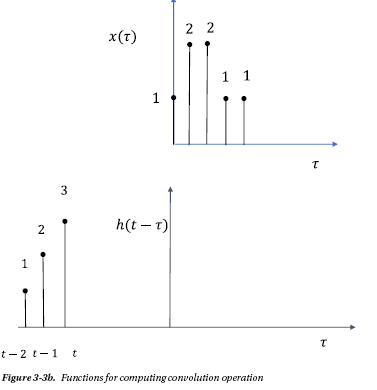 2 2
x(τ)
1 1
1
τ
3
h(t − τ)
2
1
τ
t − 2 t − 1 t
Figure 3-3b. Functions for computing convolution operation